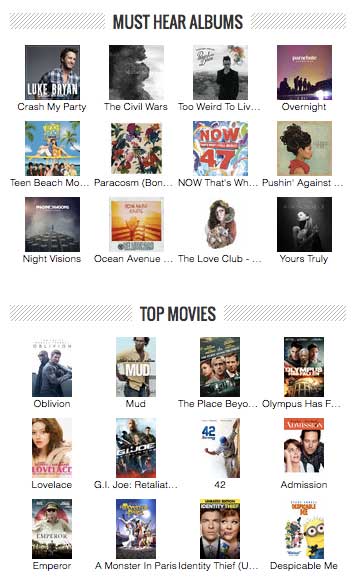 MUST HEAR ALBUMS
LUKE BRYAN
parachute
Crash My Party
The Civil Wars
Too Weird To Liv...
Overnight
NOW
47
Teen Beach Mo...
Paracosm (Bon...
NOW That's Wh...
Pushin' Against ...
IMAGINE DRAGONS
Night Visions
Ocean Avenue ...
The Love Club - ...
Yours Truly
TOP MOVIES
OBLIVION
MUD
OLYMPUS
HAS FALLEN
Oblivion
Mud
The Place Beyo...
Olympus Has F...
LOVELACE
G.I. JOE
42
ADMISSION
Lovelace
G.I. Joe: Retaliat...
42
Admission
EMPEROR
IDENTITY THIEF
DESPICABLE
ME
Emperor
A Monster In Paris
Identity Thief (U...
Despicable Me